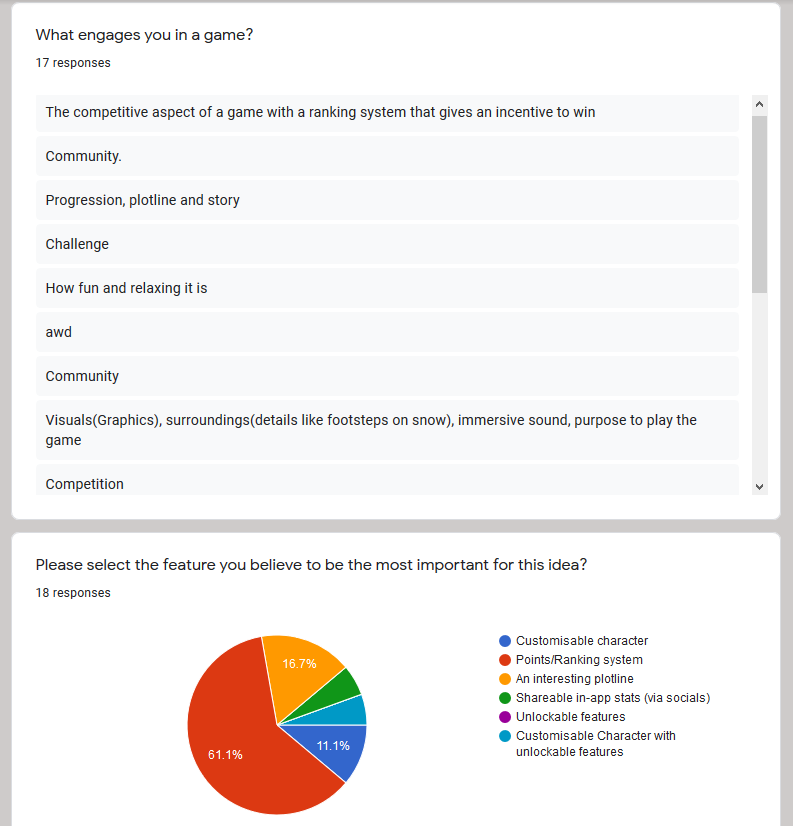 What engages you in a game?
17 responses
The competitive aspect of a game with a ranking system that gives an incentive to win
Community.
Progression, plotline and story
Challenge
How fun and relaxing it is
awd
Community
Visuals(Graphics), surroundings(details like footsteps on snow), immersive sound, purpose to play the
game
Competition
Please select the feature you believe to be the most important for this idea?
18 responses
16.7%
61.1%
11.1%
Customisable character
Points/Ranking system
An interesting plotline
Shareable in-app stats (via socials)
Unlockable features
Customisable Character with
unlockable features